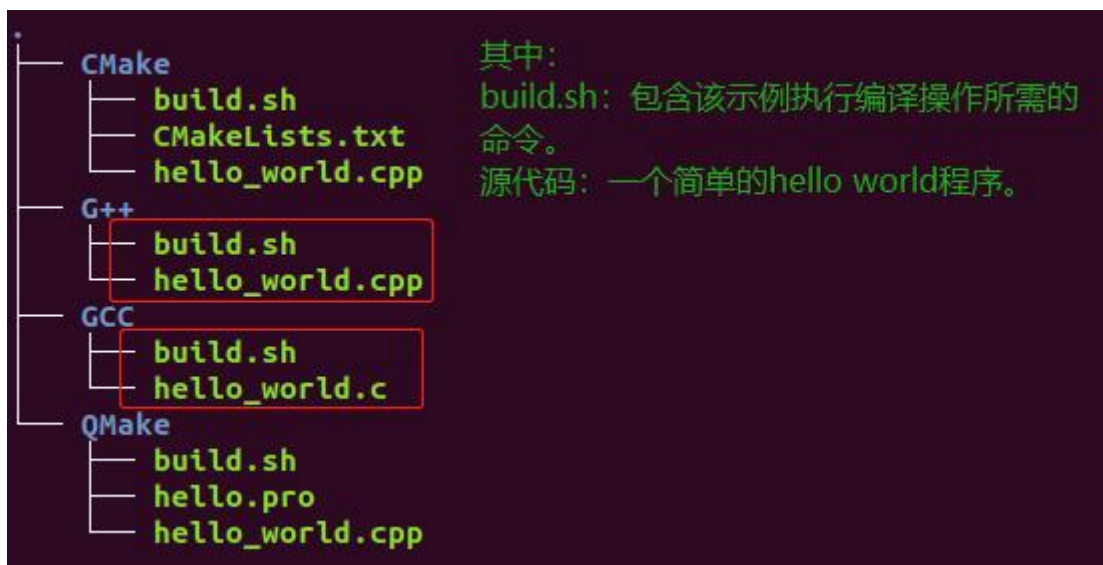 .
CMake
build.sh
CMakeLists.txt
hello_world.cpp
G++
build.sh
hello_world.cpp
GCC
build.sh
hello_world.c
QMake
build.sh
hello.pro
hello_world.cpp
其中:
build.sh: 包含该示例执行编译操作所需的
命令。
源代码: 一个简单的hello world程序。